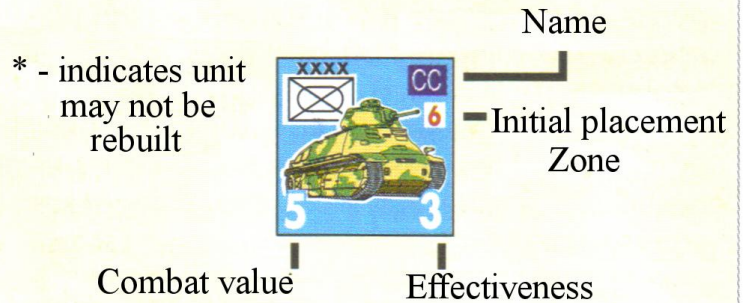 Name
* - indicates unit
may not be
rebuilt
XXXX
CC
6
Initial placement
Zone
5 3
Combat value
Effectiveness